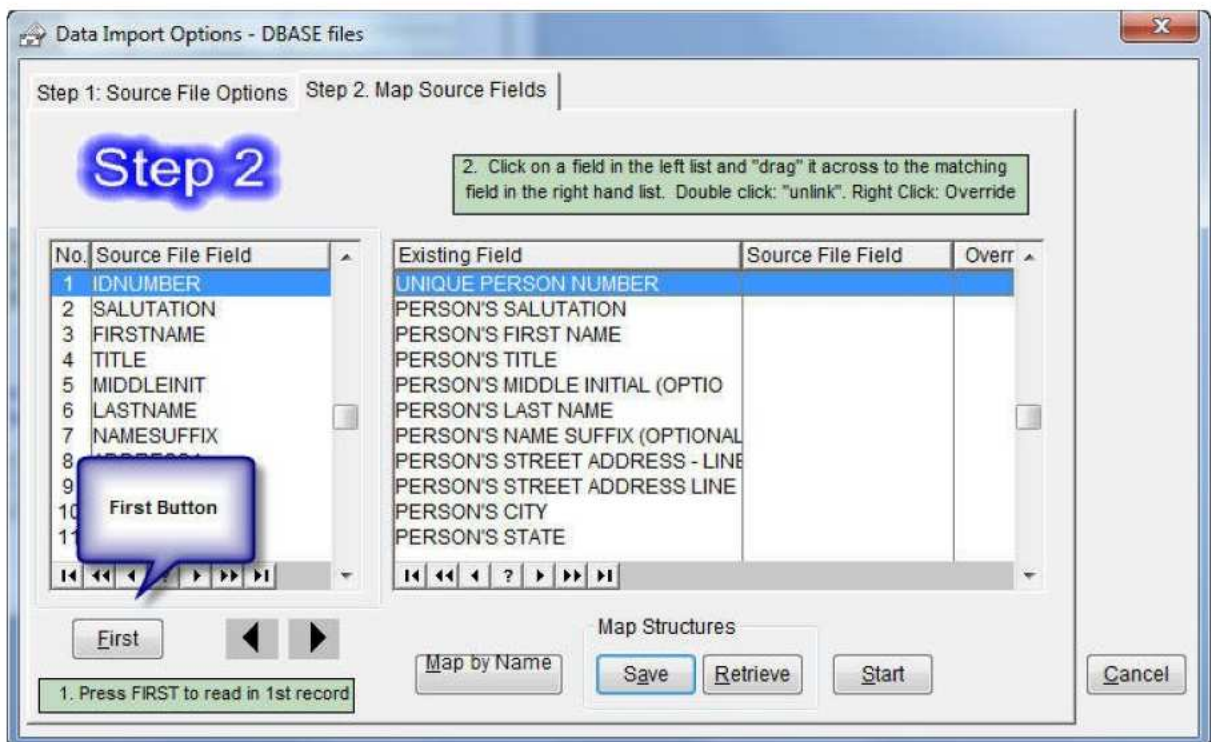 Data Import Options - DBASE files
Step 1: Source File Options
Step 2. Map Source Fields
Step 2
2. Click on a field in the left list and "drag" it across to the matching
field in the right hand list. Double click: "unlink". Right Click: Override
No. Source File Field
1 IDNUMBER
2 SALUTATION
3 FIRSTNAME
4 TITLE
5 MIDDLEINIT
6 LASTNAME
7 NAMESUFFIX
8
9
10
11
First Button
Existing Field Source File Field Overr
UNIQUE PERSON NUMBER
PERSON'S SALUTATION
PERSON'S FIRST NAME
PERSON'S TITLE
PERSON'S MIDDLE INITIAL (OPTIO
PERSON'S LAST NAME
PERSON'S NAME SUFFIX (OPTIONAL
PERSON'S STREET ADDRESS - LINE
PERSON'S STREET ADDRESS LINE
PERSON'S CITY
PERSON'S STATE
?
First
1. Press FIRST to read in 1st record
Map by Name
Map Structures
Save
Retrieve
Start
Cancel